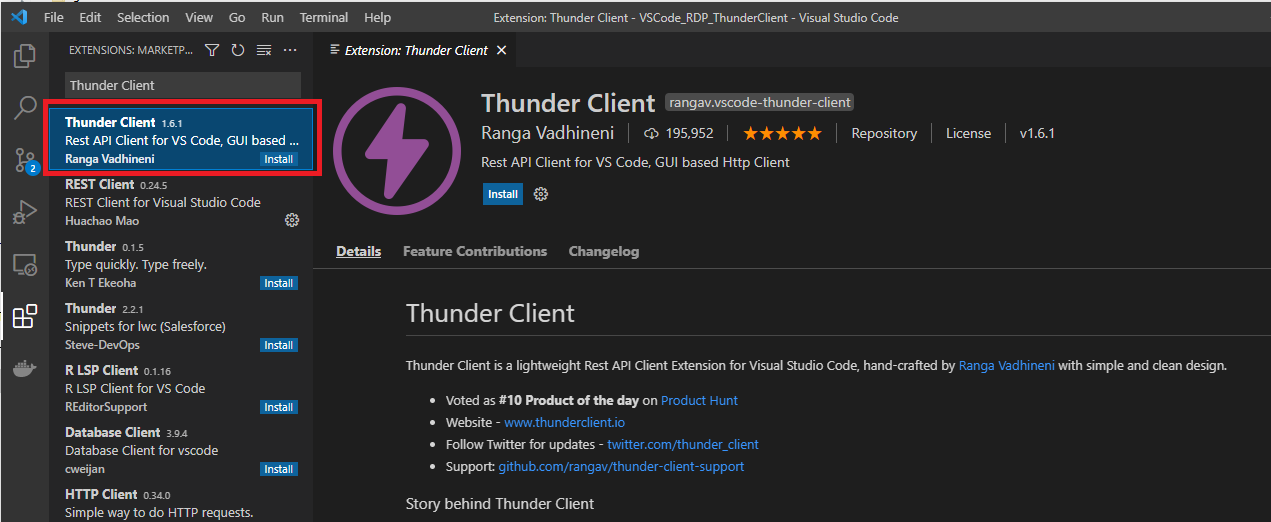 File Edit Selection View Go Run Terminal Help Extension: Thunder Client - VSCode_RDP_ThunderClient - Visual Studio Code
EXTENSIONS: MARKETP...
Thunder Client
Thunder Client 1.6.1
Rest API Client for VS Code, GUI based ...
Ranga Vadhineni Install
REST Client 0.24.5
REST Client for Visual Studio Code
Huachao Mao
Thunder 0.1.5
Type quickly. Type freely.
Ken T Ekeoha Install
Thunder 2.2.1
Snippets for lwc (Salesforce)
Steve-DevOps Install
R LSP Client 0.1.16
R LSP Client for VS Code
REditorSupport Install
Database Client 3.9.4
Database Client for vscode
cweijan Install
HTTP Client 0.34.0
Simple way to do HTTP requests.
2
Extension: Thunder Client
Thunder Client rangav.vscode-thunder-client
Ranga Vadhineni 195,952 Repository License v1.6.1
Rest API Client for VS Code, GUI based Http Client
Install
Details Feature Contributions Changelog
Thunder Client
Thunder Client is a lightweight Rest API Client Extension for Visual Studio Code, hand-crafted by Ranga Vadhineni with simple and clean design.
• Voted as #10 Product of the day on Product Hunt
• Website - www.thunderclient.io
• Follow Twitter for updates - twitter.com/thunder_client
• Support: github.com/rangav/thunder-client-support
Story behind Thunder Client